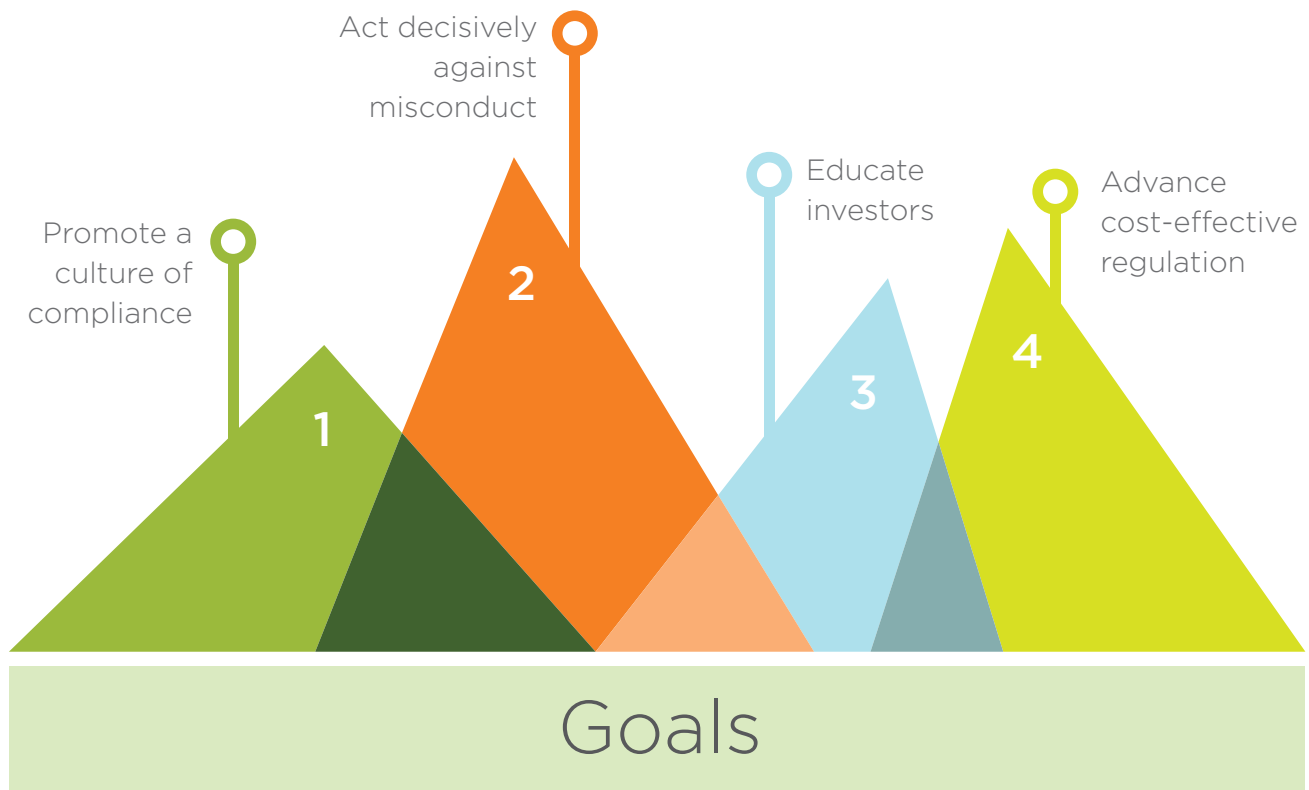 Promote a
culture of
compliance
1
Act decisively
against
misconduct
2
Educate
investors
3
Advance
cost-effective
regulation
4
Goals